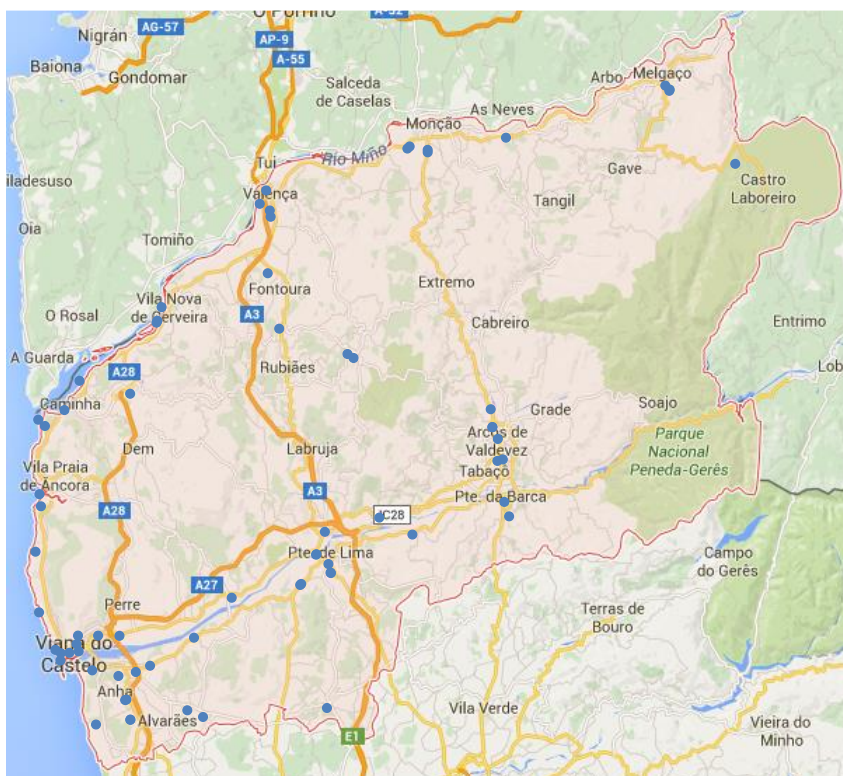 O Porriño
A-52
AG-57
Nigrán
AP-9
Baiona
Gondomar
A-55
Salceda
de Caselas
Arbo
Melgaço
As Neves
Monção
Rio Miño
Tui
Gave
Castro
Laboreiro
iladesuso
Valença
Tangil
Oia
Tomiño
Extremo
Fontoura
Vila Nova
de Cerveira
O Rosal
A3
Cabreiro
Entrimo
A Guarda
A28
Rubiães
Lob
Caminha
Grade
Soajo
Arcos de
Valdevez
Dem
Labruja
Parque
Nacional
Peneda-Gerês
Vila Praia
de Âncora
Tabaçô
A3
Pte. da Barca
A28
IC28
Pte. de Lima
Campo
do Gerês
A27
Perre
Terras de
Bouro
Viana do
Castelo
Anha
Vila Verde
Alvarães
E1
Vieira do
Minho